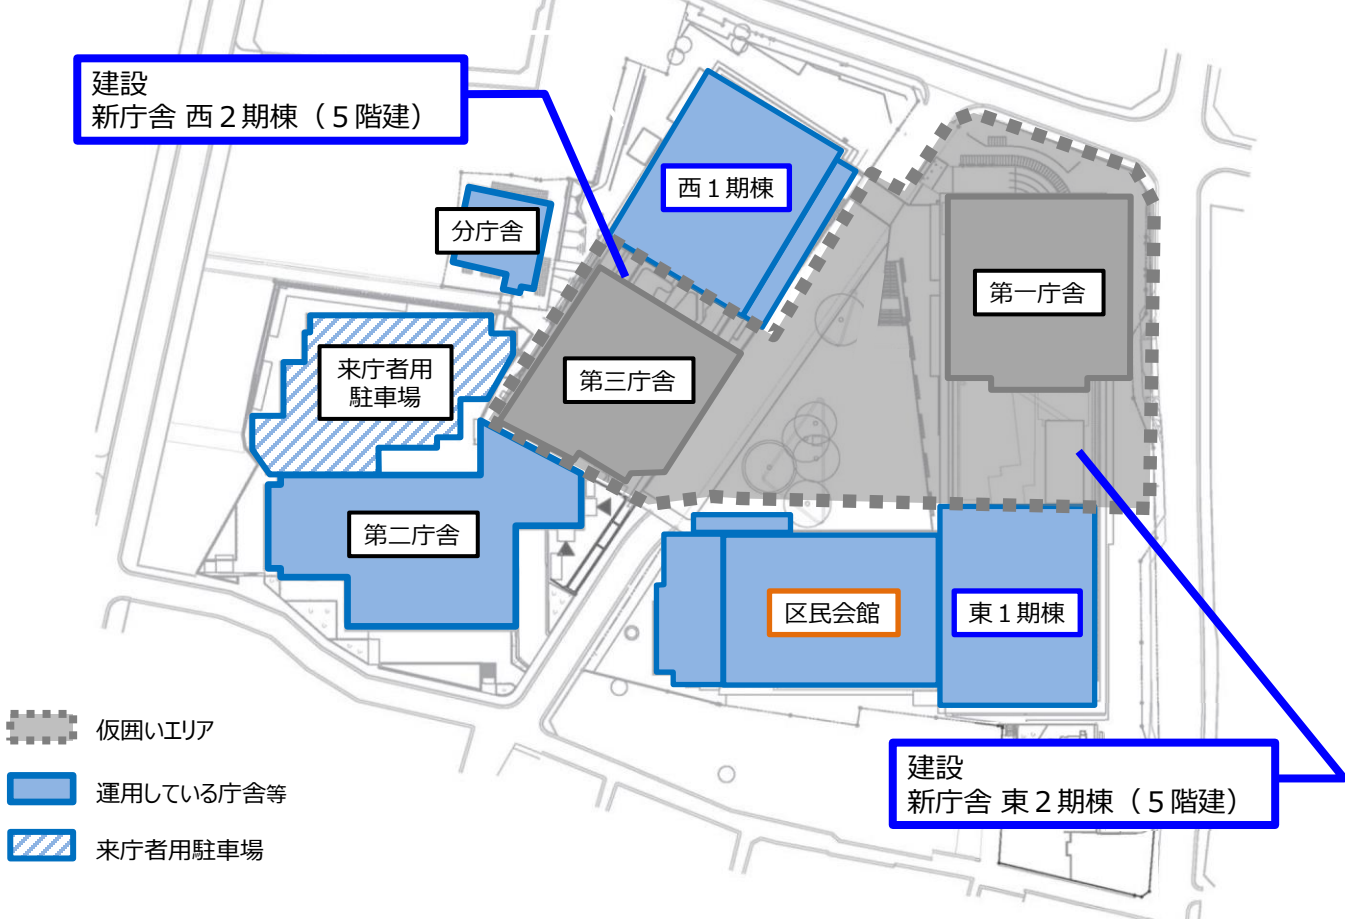 建設
新庁舎 西２期棟（５階建）
西１期棟
分庁舎
第一庁舎
来庁者用
駐車場
第三庁舎
第二庁舎
区民会館
東１期棟
仮囲いエリア
運用している庁舎等
来庁者用駐車場
建設
新庁舎 東２期棟（５階建）